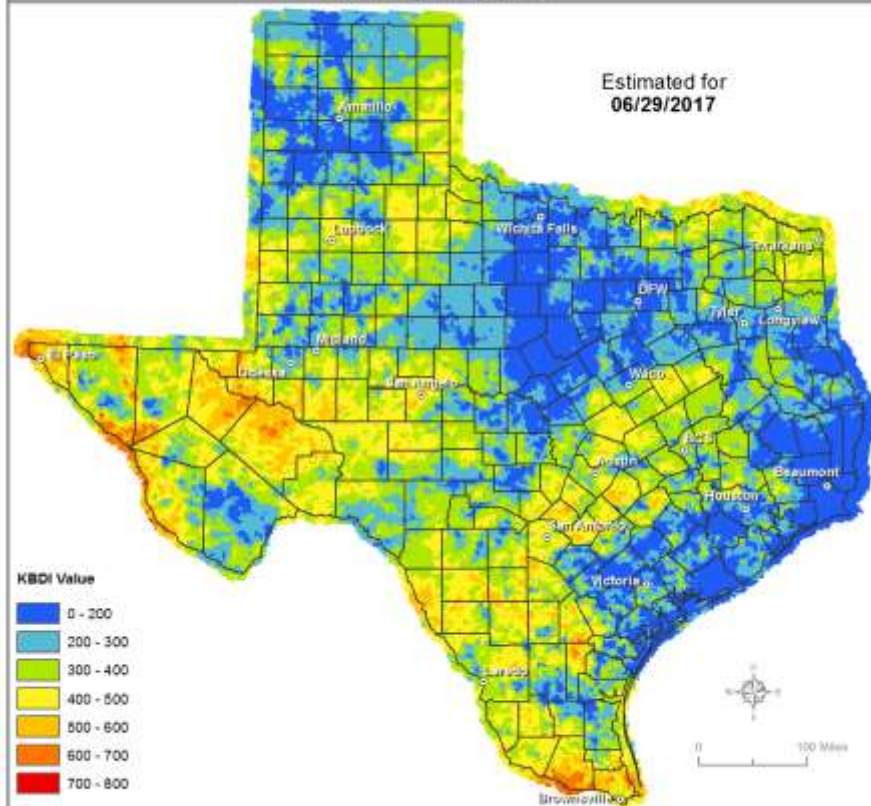 Estimated for
06/29/2017
Amarillo
Lubbock
Wichita Falls
Texarkana
DFW
Tyler
Longview
El Paso
Midland
Odessa
San Angelo
Waco
BCS
Austin
Beaumont
Houston
San Antonio
Victoria
Laredo
Brownsville
KBDI Value
0 - 200
200 - 300
300 - 400
400 - 500
500 - 600
600 - 700
700 - 800
0 100 Miles